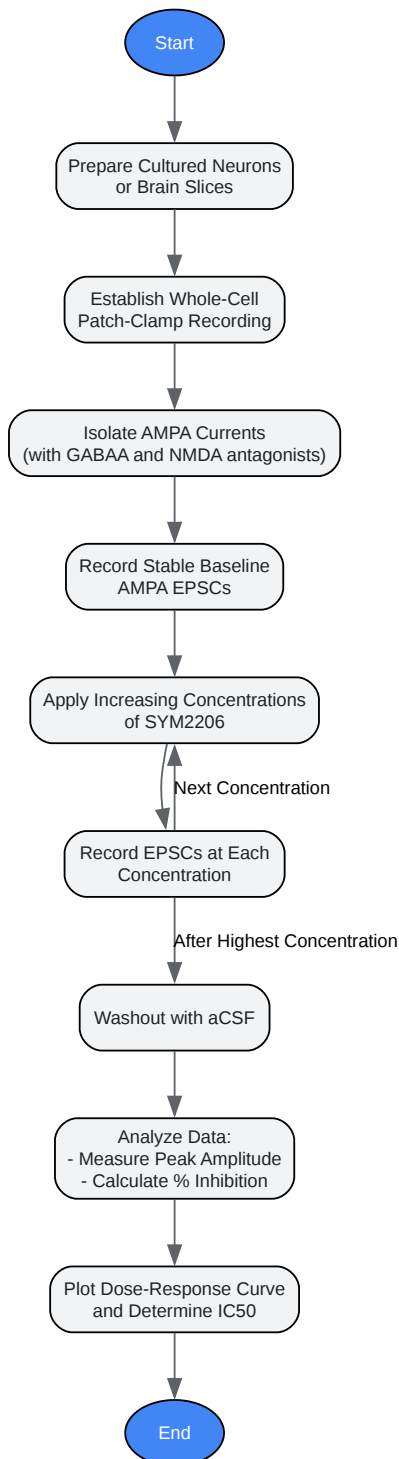 Start
Prepare Cultured Neurons
or Brain Slices
Establish Whole-Cell
Patch-Clamp Recording
Isolate AMPA Currents
(with GABAA and NMDA antagonists)
Record Stable Baseline
AMPA EPSCs
Apply Increasing Concentrations
of SYM2206
Next Concentration
Record EPSCs at Each
Concentration
After Highest Concentration
Washout with aCSF
Analyze Data:
- Measure Peak Amplitude
- Calculate % Inhibition
Plot Dose-Response Curve
and Determine IC50
End